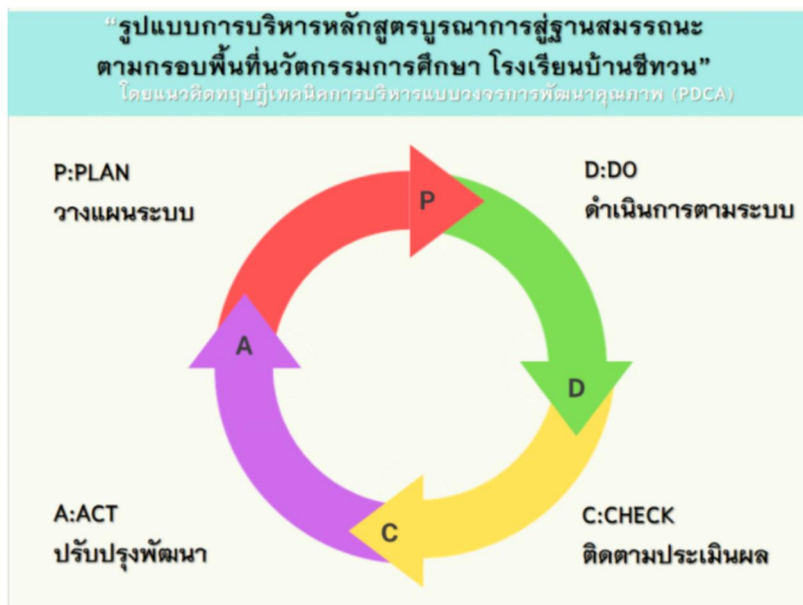 “รูปแบบการบริหารหลักสูตรบูรณาการสู่ฐานสมรรถนะ
ตามกรอบพื้นที่นวัตกรรมการศึกษา โรงเรียนบ้านชีทวน”
โดยแนวคิดทฤษฎีเทคนิคการบริหารแบบวงจรการพัฒนาคุณภาพ (PDCA)
P:PLAN
วางแผนระบบ
D:DO
ดำเนินการตามระบบ
P
A
D
C
A:ACT
ปรับปรุงพัฒนา
C:CHECK
ติดตามประเมินผล